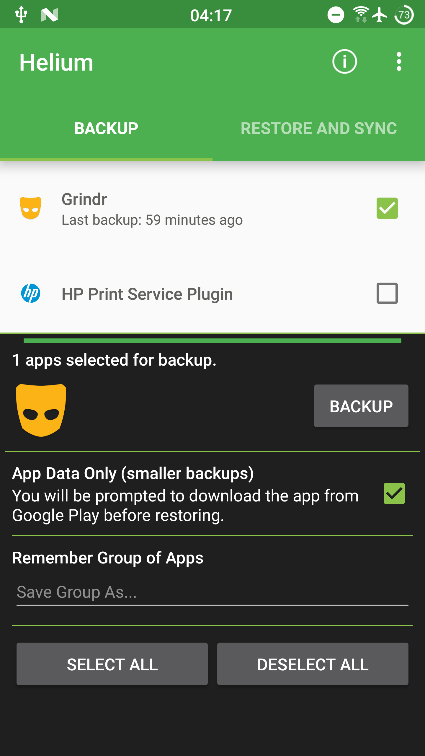 04:17
73
Helium
BACKUP
RESTORE AND SYNC
Grindr
Last backup: 59 minutes ago
hp
HP Print Service Plugin
1 apps selected for backup.
BACKUP
App Data Only (smaller backups)
You will be prompted to download the app from
Google Play before restoring.
Remember Group of Apps
Save Group As...
SELECT ALL
DESELECT ALL